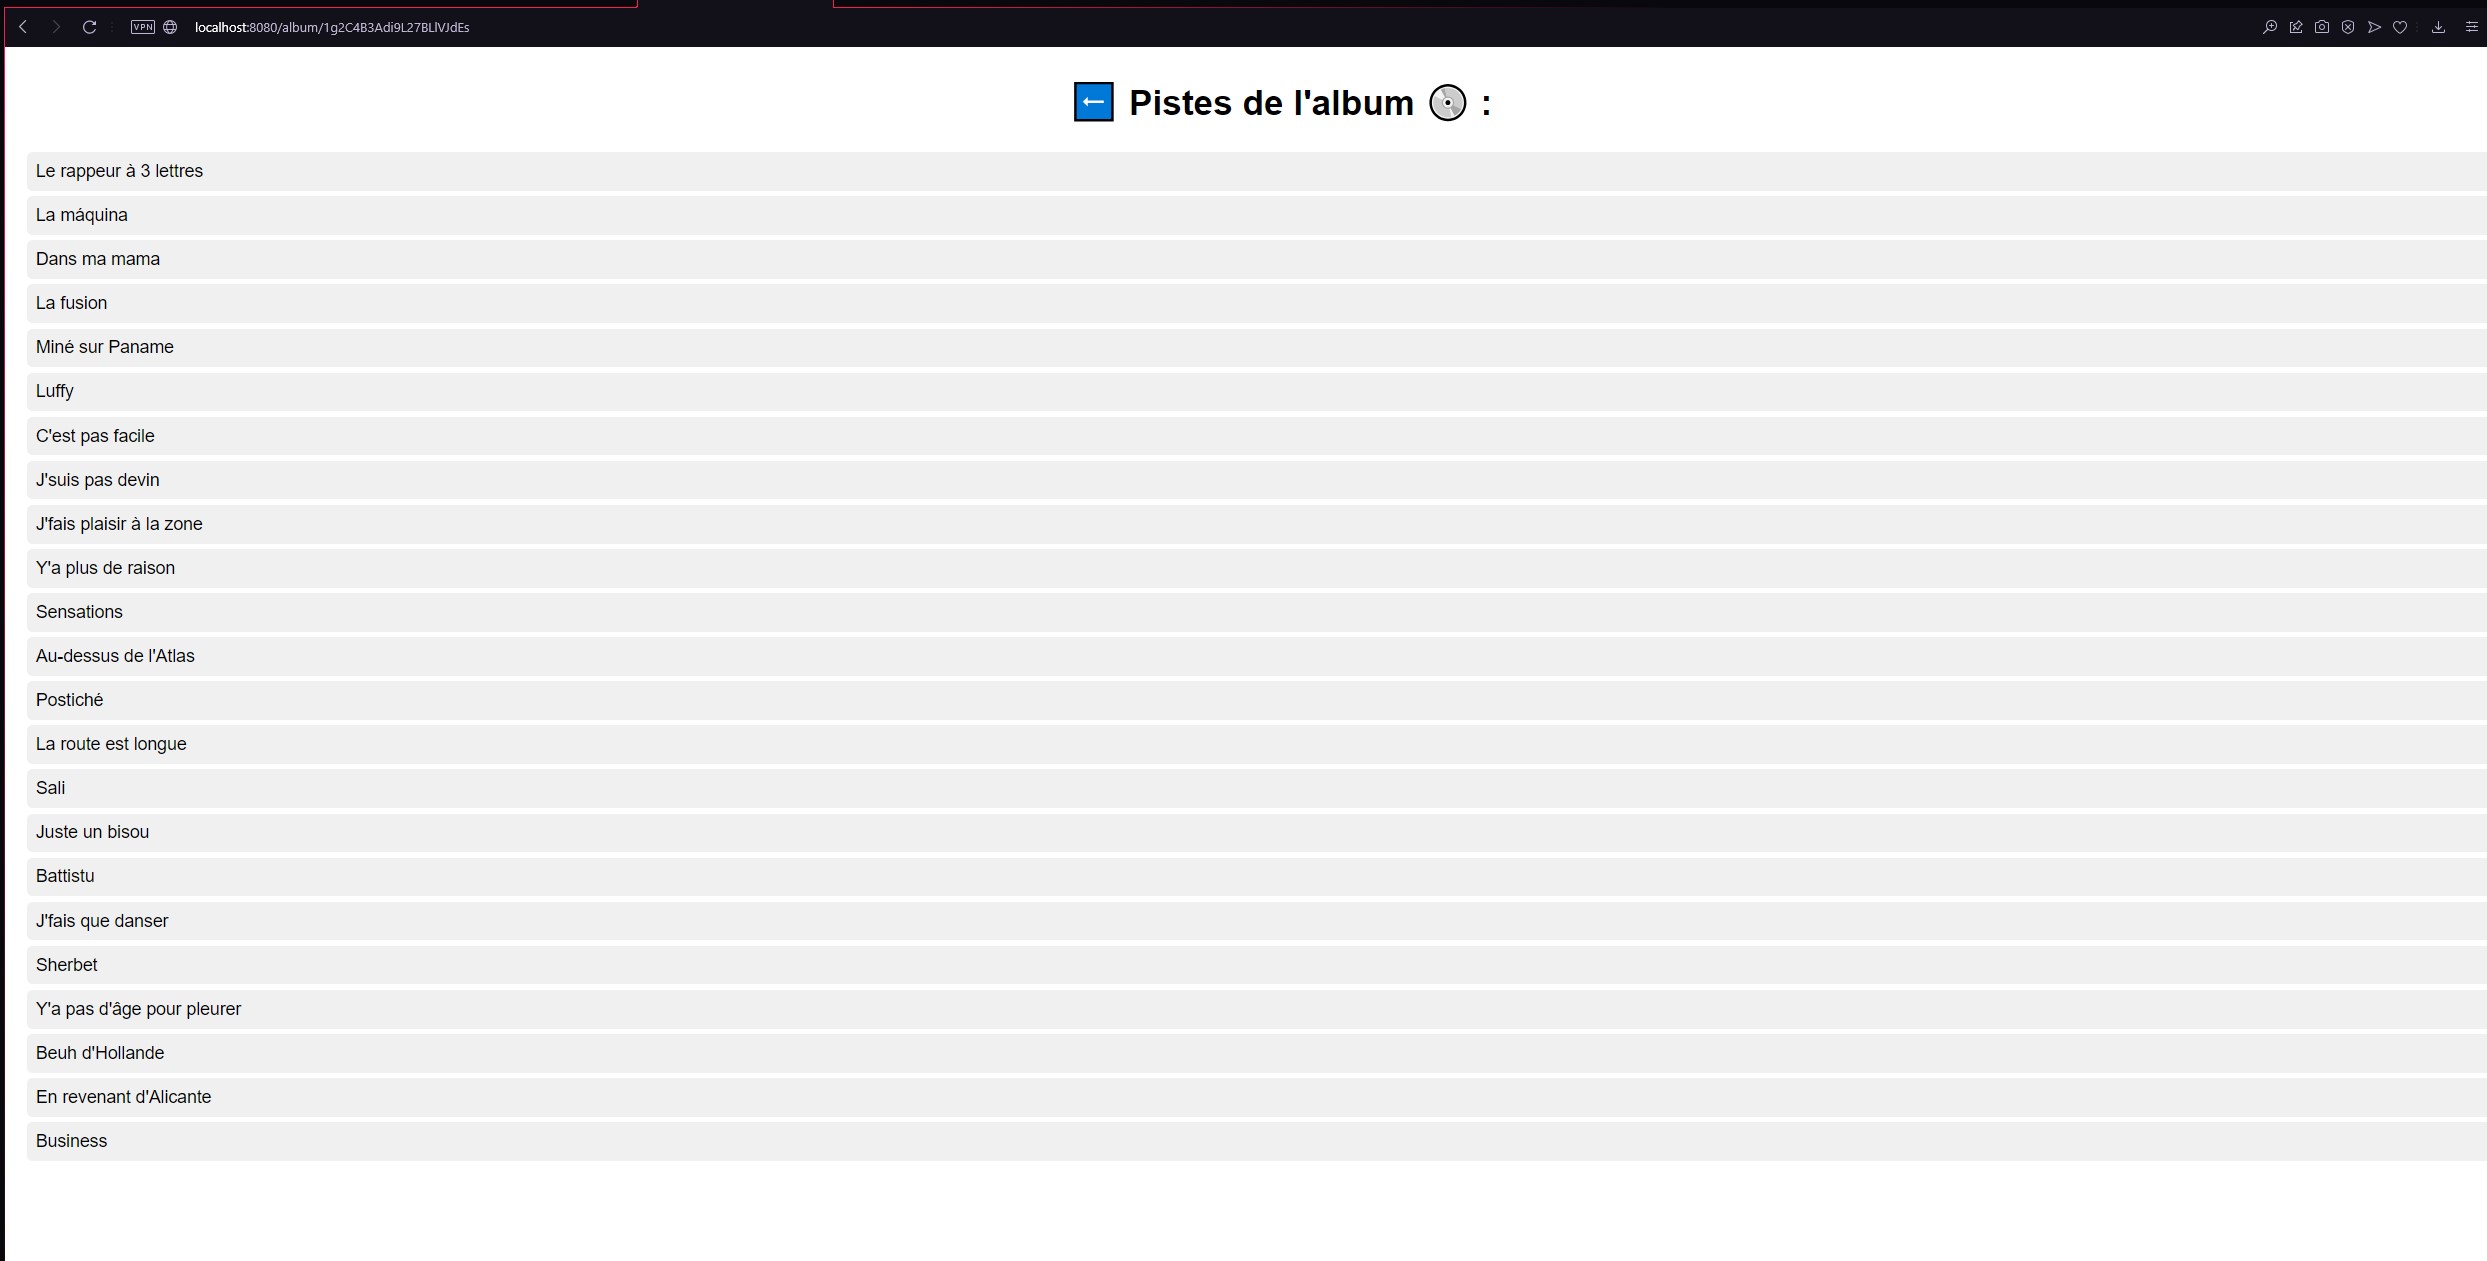 VPN localhost:8080/album/1g2C4B3Adi9L27BLlVJdEs
Pistes de l'album :
Le rappeur à 3 lettres
La máquina
Dans ma mama
La fusion
Miné sur Paname
Luffy
C'est pas facile
J'suis pas devin
J'fais plaisir à la zone
Y'a plus de raison
Sensations
Au-dessus de l'Atlas
Postiché
La route est longue
Sali
Juste un bisou
Battistu
J'fais que danser
Sherbet
Y'a pas d'âge pour pleurer
Beuh d'Hollande
En revenant d'Alicante
Business